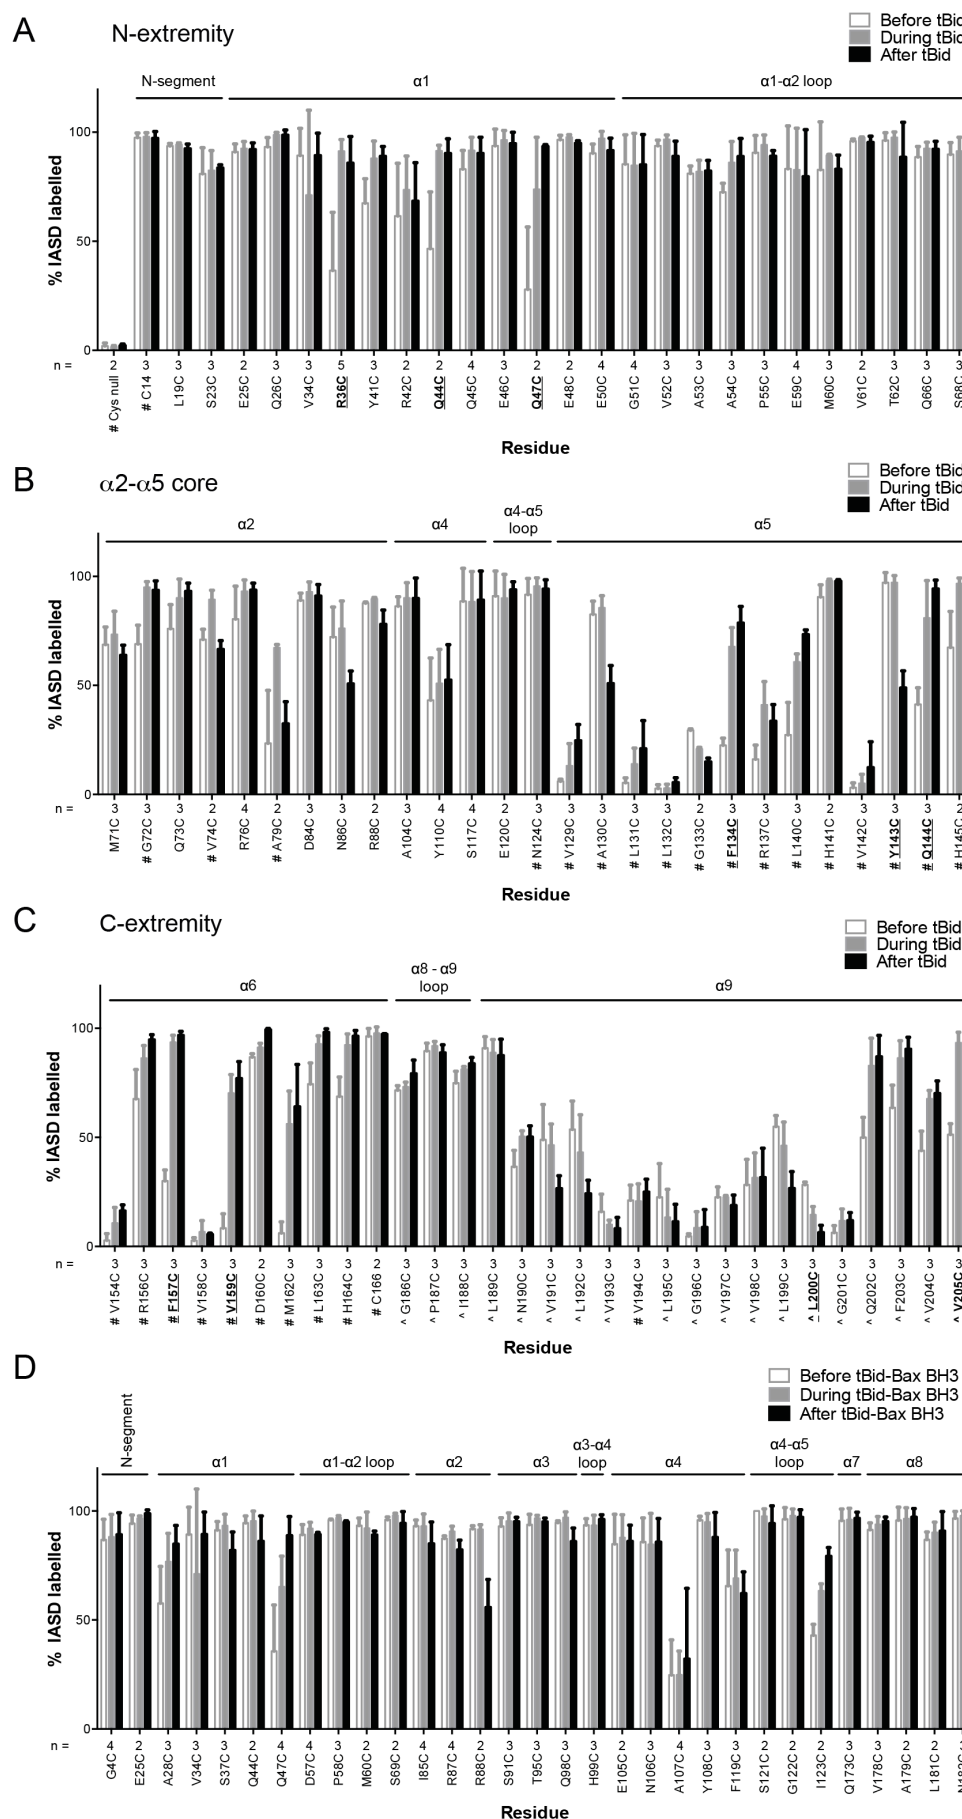 A
N-extremity
Before tBid
During tBid
After tBid
N-segment α1 α1-α2 loop
% IASD labelled
100
50
0
n = 2 3 3 3 2 3 3 5 3 2 2 4 3 2 2 4 4 3 3 3 3 4 3 2 3 3 3
# Cys null
# C14
L19C
S23C
E25C
Q26C
V34C
R36C
Y41C
R42C
Q44C
Q45C
E46C
Q47C
E48C
E50C
G51C
V52C
A53C
A54C
P55C
E59C
M60C
V61C
T62C
Q66C
S68C
Residue
B
α2-α5 core
Before tBid
During tBid
After tBid
α2 α4 α4-α5 loop α5
% IASD labelled
100
50
0
n = 3 3 3 2 4 2 3 3 2 3 4 4 2 3 3 3 3 3 2 3 3 3 2 3 3 3 2
M71C
# G72C
Q73C
# V74C
R76C
# A79C
D84C
N86C
R88C
A104C
Y110C
S117C
E120C
# N124C
# V129C
# A130C
# L131C
# L132C
# G133C
# F134C
# R137C
# L140C
# H141C
# V142C
# Y143C
# Q144C
# H145C
Residue
C
C-extremity
Before tBid
During tBid
After tBid
α6 α8 - α9 loop α9
% IASD labelled
100
50
0
n = 3 3 3 3 3 2 3 3 3 2 3 3 3 3 3 3 3 3 3 3 3 3 3 3 3 3 3 3 3
# V154C
# R156C
# F157C
# V158C
# V159C
# D160C
# M162C
# L163C
# H164C
# C166
^ G186C
^ P187C
^ I188C
^ L189C
^ N190C
^ V191C
^ L192C
^ V193C
# V194C
^ L195C
^ G196C
^ V197C
^ V198C
^ L199C
^ L200C
^ G201C
^ Q202C
^ F203C
^ V204C
^ V205C
Residue
D
Before tBid-Bax BH3
During tBid-Bax BH3
After tBid-Bax BH3
N-segment α1 α1-α2 loop α2 α3 α3-α4 loop α4 α4-α5 loop α7 α8
% IASD labelled
100
50
0
n = 4 2 3 3 3 2 4 4 3 2 2 4 4 2 3 3 3 3 2 3 4 3 3 2 2 2 3 3 2 2
G4C
E25C
A28C
V34C
S37C
Q44C
Q47C
D57C
P58C
M60C
S69C
I85C
R87C
R88C
S91C
T95C
Q98C
H99C
E105C
N106C
A107C
Y108C
F119C
S121C
G122C
I123C
Q173C
V178C
A179C
L181C
Residue